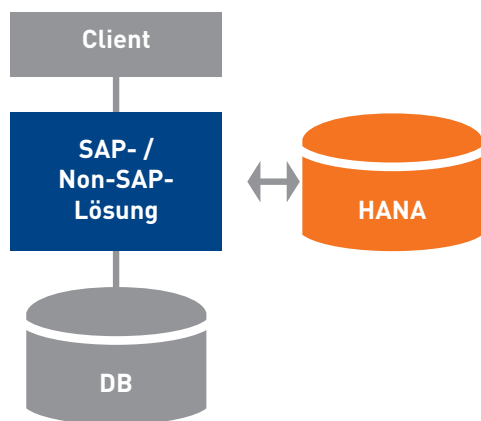 Client
SAP- /
Non-SAP-
Lösung
HANA
DB